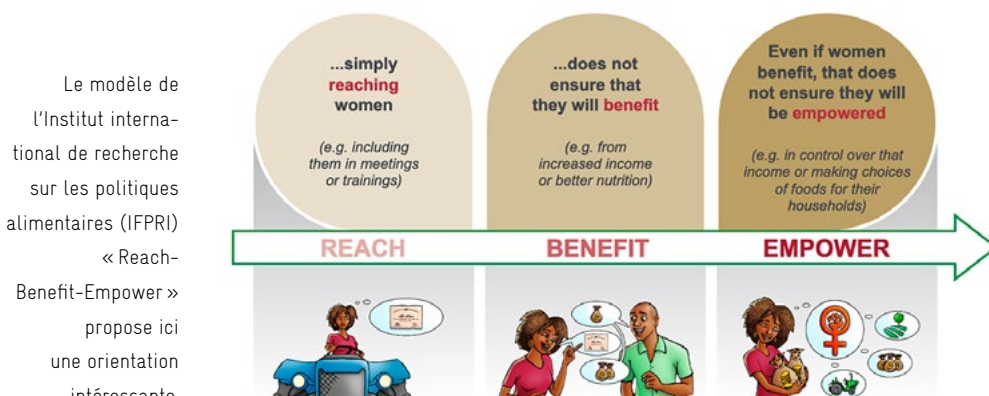 Le modèle de
l'Institut interna-
tional de recherche
sur les politiques
alimentaires (IFPRI)
« Reach-
Benefit-Empower »
propose ici
une orientation
intéressante.
...simply
reaching
women
(e.g. including
them in meetings
or trainings)
...does not
ensure that
they will benefit
(e.g. from
increased income
or better nutrition)
Even if women
benefit, that does
not ensure they will
be empowered
(e.g. in control over that
income or making choices
of foods for their
households)
REACH
BENEFIT
EMPOWER